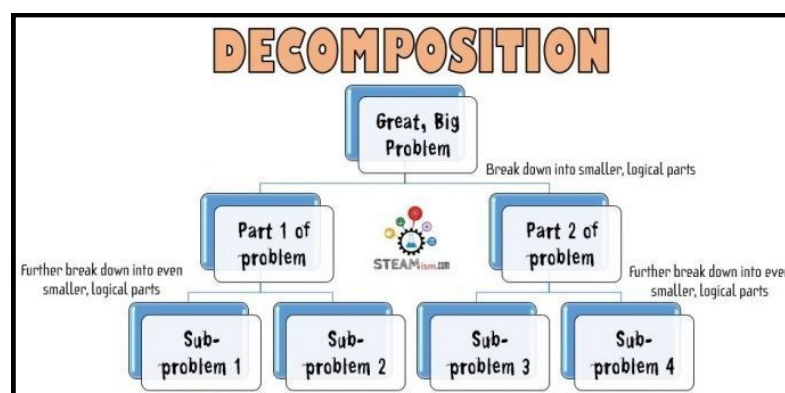 DECOMPOSITION
Great, Big
Problem
Break down into smaller, logical parts
Part 1 of
problem
STEAMism.com
Part 2 of
problem
Further break down into even
smaller, logical parts
Further break down into even
smaller, logical parts
Sub-
problem 1
Sub-
problem 2
Sub-
problem 3
Sub-
problem 4